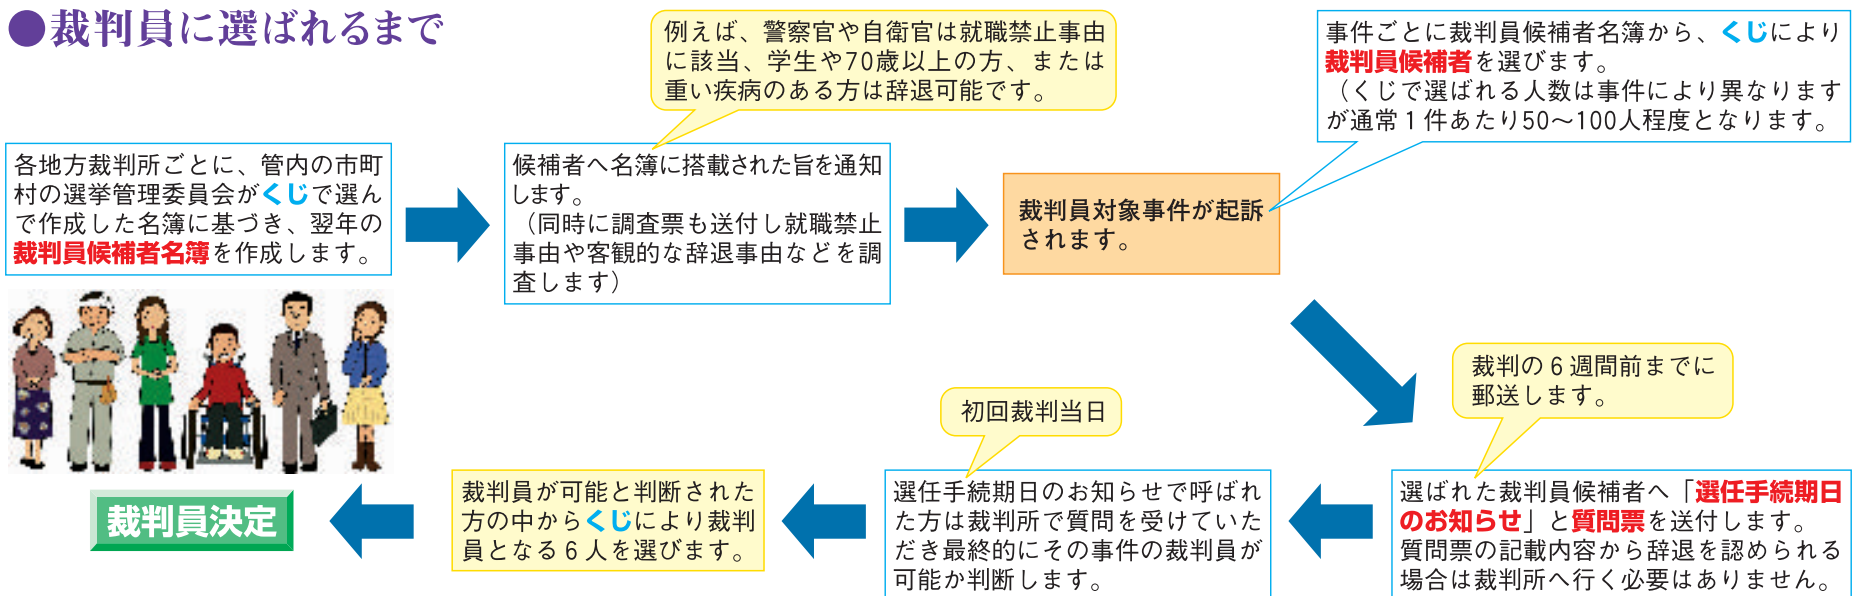 ●裁判員に選ばれるまで
各地方裁判所ごとに、管内の市町
村の選挙管理委員会がくじで選ん
で作成した名簿に基づき、翌年の
裁判員候補者名簿を作成します。
例えば、警察官や自衛官は就職禁止事由
に該当、学生や70歳以上の方、または
重い疾病のある方は辞退可能です。
候補者へ名簿に搭載された旨を通知
します。
（同時に調査票も送付し就職禁止
事由や客観的な辞退事由などを調
査します）
裁判員対象事件が起訴
されます。
事件ごとに裁判員候補者名簿から、くじにより
裁判員候補者を選びます。
（くじで選ばれる人数は事件により異なります
が通常１件あたり50〜100人程度となります。
裁判の６週間前までに
郵送します。
選ばれた裁判員候補者へ「選任手続期日
のお知らせ」と質問票を送付します。
質問票の記載内容から辞退を認められる
場合は裁判所へ行く必要はありません。
初回裁判当日
選任手続期日のお知らせで呼ばれ
た方は裁判所で質問を受けていた
だき最終的にその事件の裁判員が
可能か判断します。
裁判員が可能と判断された
方の中からくじにより裁判
員となる６人を選びます。
裁判員決定